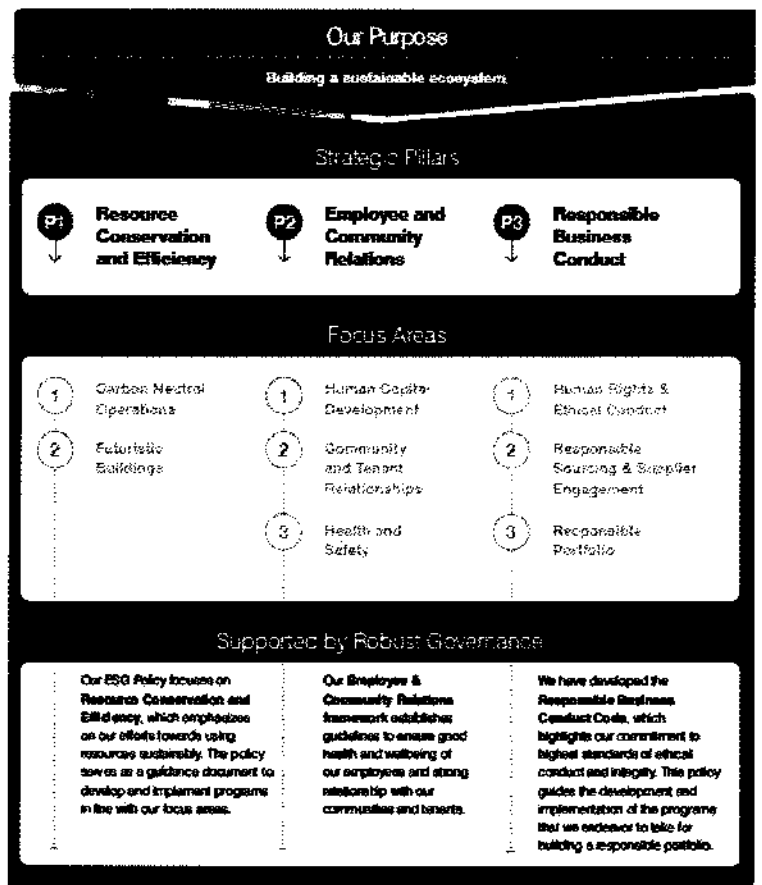 Our Purpose
Building a sustainable ecosystem
Strategic Pillars
P1
Resource
Conservation
and Efficiency
P2
Employee and
Community
Relations
P3
Responsible
Business
Conduct
Focus Areas
1
Carbon Neutral
Operations
2
Futuristic
Buildings
1
Human Capital
Development
2
Community
and Tenant
Relationships
3
Health and
Safety
1
Human Rights &
Ethical Conduct
2
Responsible
Sourcing & Supplier
Engagement
3
Responsible
Portfolio
Supported by Robust Governance
Our ESG Policy focuses on
Resource Conservation and
Efficiency, which emphasizes
on our efforts towards using
resources sustainably. The policy
serves as a guidance document to
develop and implement programs
in line with our focus areas.
Our Employee &
Community Relations
framework establishes
guidelines to ensure good
health and wellbeing of
our employees and strong
relationship with our
communities and tenants.
We have developed the
Responsible Business
Conduct Code, which
highlights our commitment to
highest standards of ethical
conduct and integrity. This policy
guides the development and
implementation of the programs
that we endeavor to take for
building a responsible portfolio.